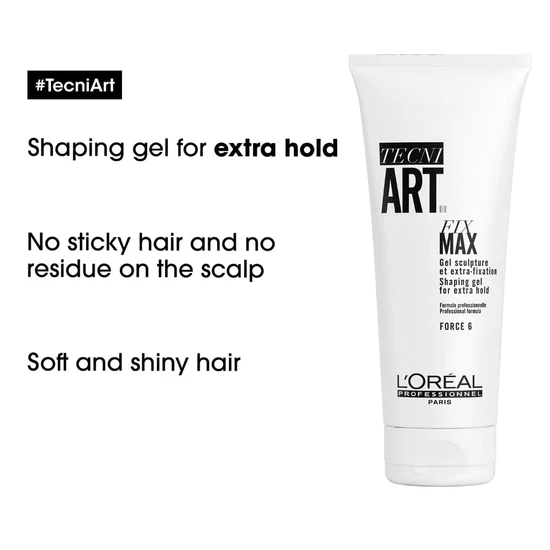 #TecniArt
Shaping gel for extra hold
No sticky hair and no
residue on the scalp
Soft and shiny hair
TECNI
ART
FIX
MAX
Gel sculpture
et extra-fixation
Shaping gel
for extra hold
Formule professionnelle
Professional formula
FORCE 6
L'ORÉAL
PROFESSIONNEL
PARIS